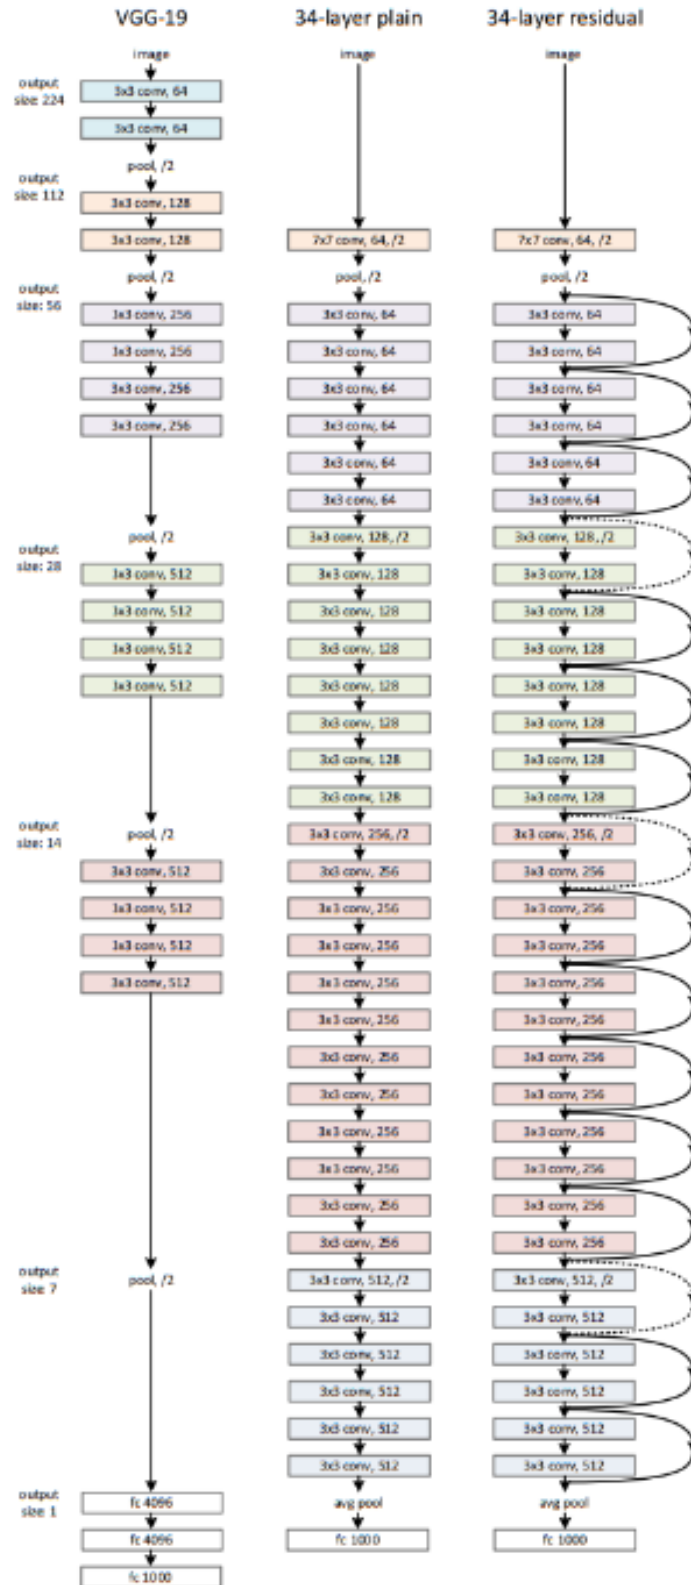 VGG-19
image
output
size: 224
3x3 conv, 64
3x3 conv, 64
pool, /2
output
size: 112
3x3 conv, 128
3x3 conv, 128
pool, /2
output
size: 56
3x3 conv, 256
3x3 conv, 256
3x3 conv, 256
3x3 conv, 256
pool, /2
output
size: 28
3x3 conv, 512
3x3 conv, 512
3x3 conv, 512
3x3 conv, 512
pool, /2
output
size: 14
3x3 conv, 512
3x3 conv, 512
3x3 conv, 512
3x3 conv, 512
output
size: 7
pool, /2
output
size: 1
fc 4096
fc 4096
fc 1000
34-layer plain
image
7x7 conv, 64, /2
pool, /2
3x3 conv, 64
3x3 conv, 64
3x3 conv, 64
3x3 conv, 64
3x3 conv, 64
3x3 conv, 64
3x3 conv, 128, /2
3x3 conv, 128
3x3 conv, 128
3x3 conv, 128
3x3 conv, 128
3x3 conv, 128
3x3 conv, 128
3x3 conv, 128
3x3 conv, 256, /2
3x3 conv, 256
3x3 conv, 256
3x3 conv, 256
3x3 conv, 256
3x3 conv, 256
3x3 conv, 256
3x3 conv, 256
3x3 conv, 256
3x3 conv, 256
3x3 conv, 256
3x3 conv, 256
3x3 conv, 512, /2
3x3 conv, 512
3x3 conv, 512
3x3 conv, 512
3x3 conv, 512
3x3 conv, 512
avg pool
fc 1000
34-layer residual
image
7x7 conv, 64, /2
pool, /2
3x3 conv, 64
3x3 conv, 64
3x3 conv, 64
3x3 conv, 64
3x3 conv, 64
3x3 conv, 64
3x3 conv, 128, /2
3x3 conv, 128
3x3 conv, 128
3x3 conv, 128
3x3 conv, 128
3x3 conv, 128
3x3 conv, 128
3x3 conv, 128
3x3 conv, 256, /2
3x3 conv, 256
3x3 conv, 256
3x3 conv, 256
3x3 conv, 256
3x3 conv, 256
3x3 conv, 256
3x3 conv, 256
3x3 conv, 256
3x3 conv, 256
3x3 conv, 256
3x3 conv, 256
3x3 conv, 512, /2
3x3 conv, 512
3x3 conv, 512
3x3 conv, 512
3x3 conv, 512
3x3 conv, 512
avg pool
fc 1000